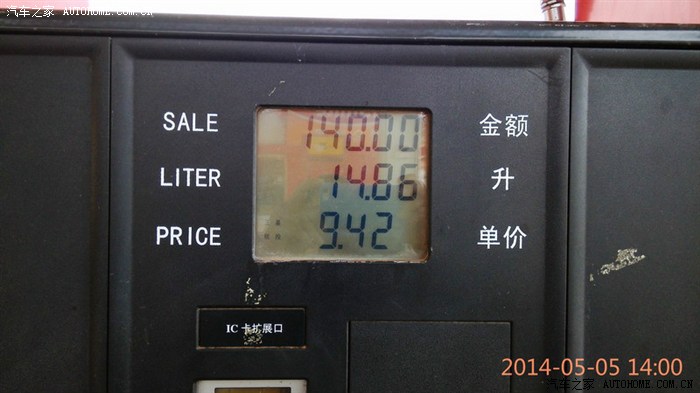 汽车之家 AUTOHOME.COM.CN
SALE 140.00 金额
LITER 14.86 升
PRICE 9.42 单价
IC 卡扩展口
2014-05-05 14:00
汽车之家 AUTOHOME.COM.CN